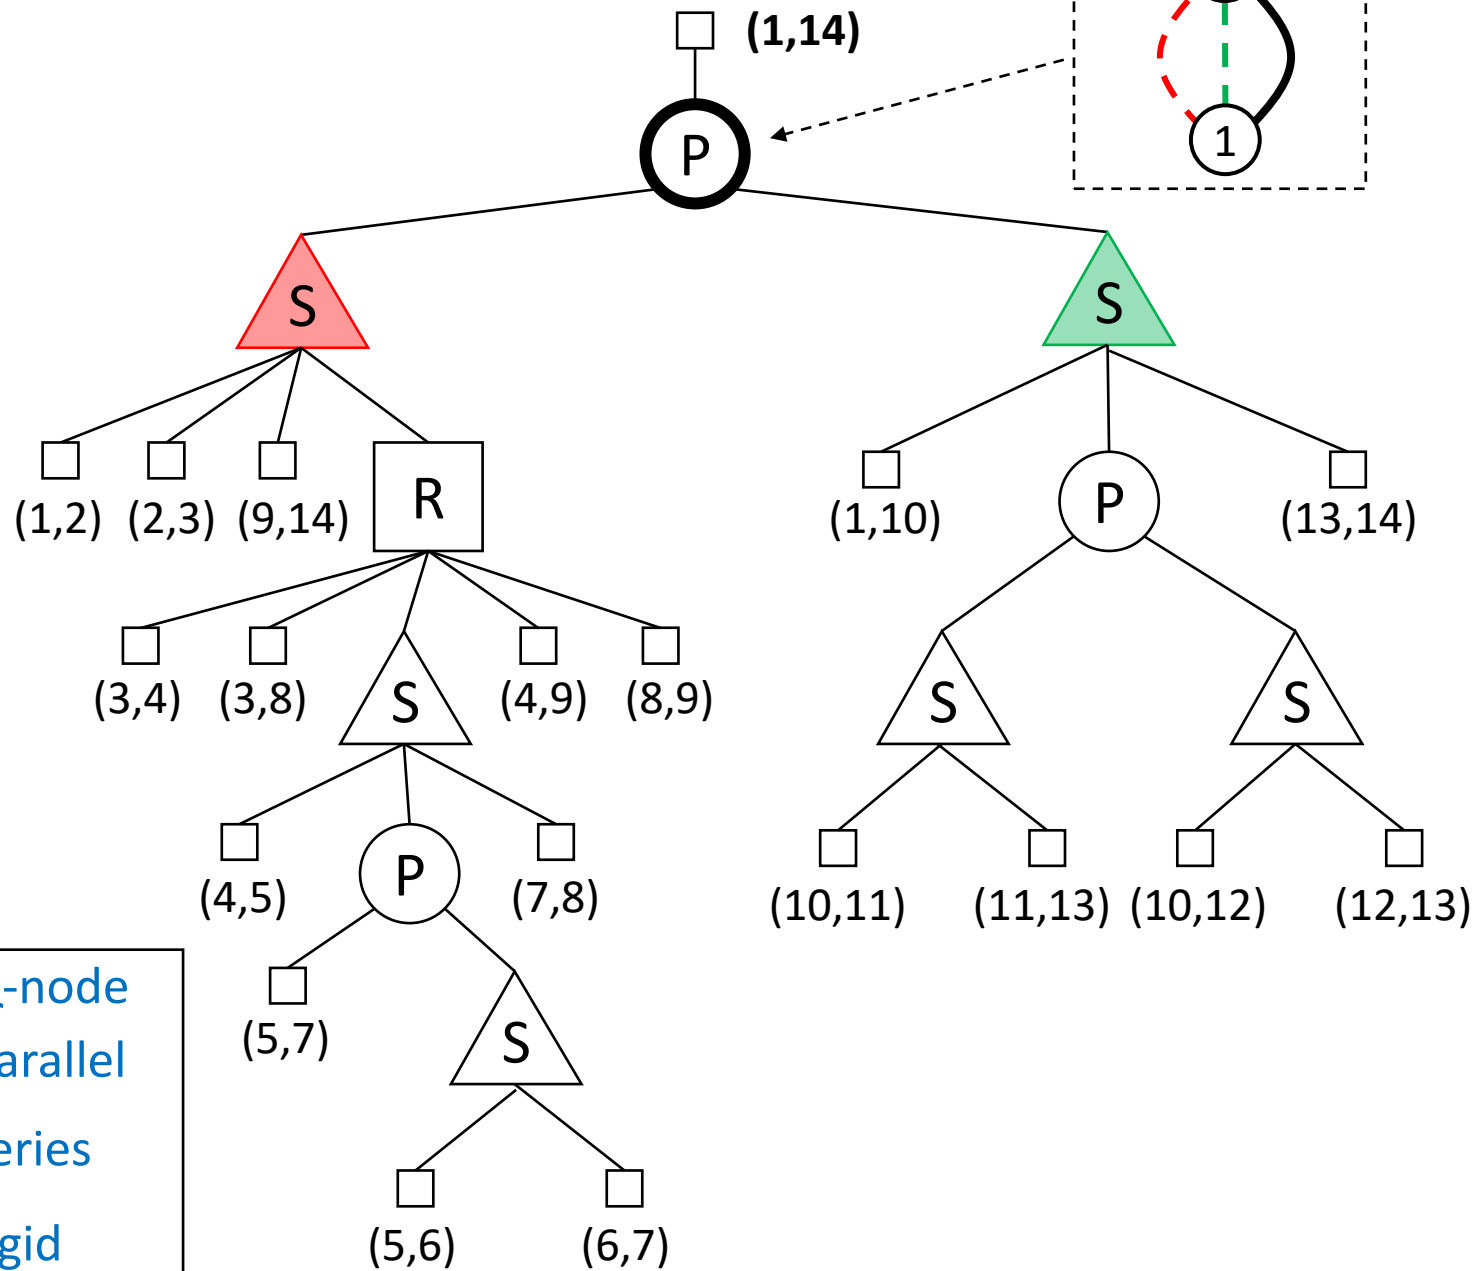 (1,14)
P
1
S
S
(1,2) (2,3) (9,14)
R
(1,10)
P
(13,14)
(3,4) (3,8)
S
(4,9) (8,9)
S
S
(4,5)
P
(7,8)
(10,11) (11,13) (10,12) (12,13)
-node
(5,7)
S
arallel
eries
gid
(5,6) (6,7)